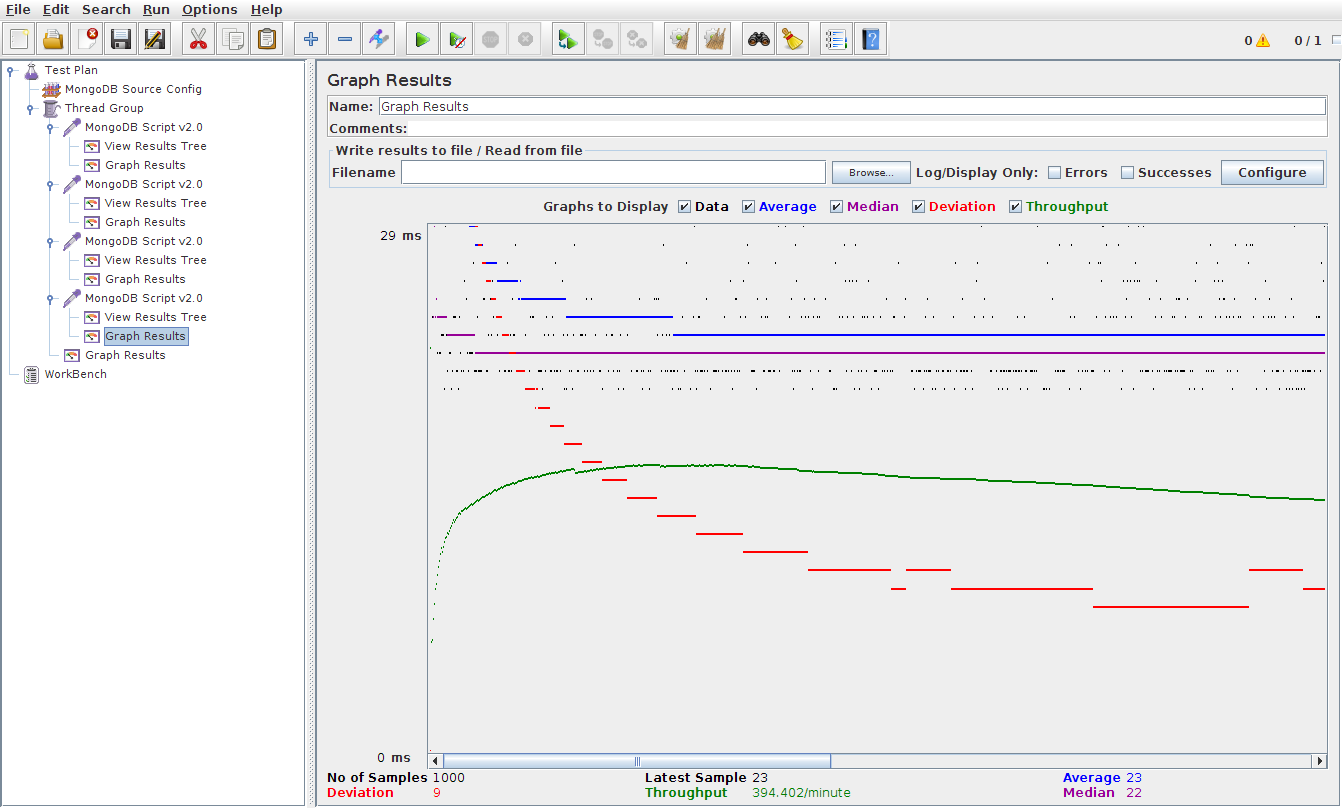 File Edit Search Run Options Help
0 0 / 1
Test Plan
MongoDB Source Config
Thread Group
MongoDB Script v2.0
View Results Tree
Graph Results
MongoDB Script v2.0
View Results Tree
Graph Results
MongoDB Script v2.0
View Results Tree
Graph Results
MongoDB Script v2.0
View Results Tree
Graph Results
Graph Results
WorkBench
Graph Results
Name: Graph Results
Comments:
Write results to file / Read from file
Filename Browse... Log/Display Only: Errors Successes Configure
Graphs to Display Data Average Median Deviation Throughput
29 ms
0 ms
No of Samples 1000 Latest Sample 23 Average 23
Deviation 9 Throughput 394.402/minute Median 22